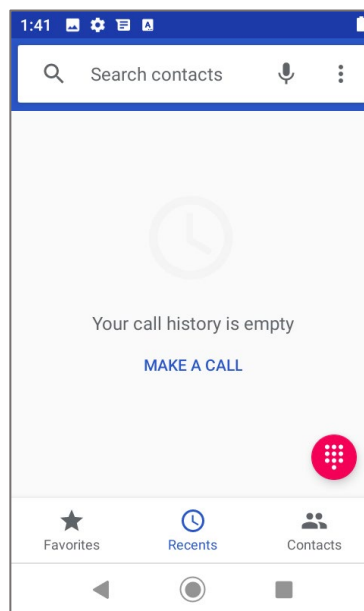 1:41
Search contacts
Your call history is empty
MAKE A CALL
Favorites Recents Contacts